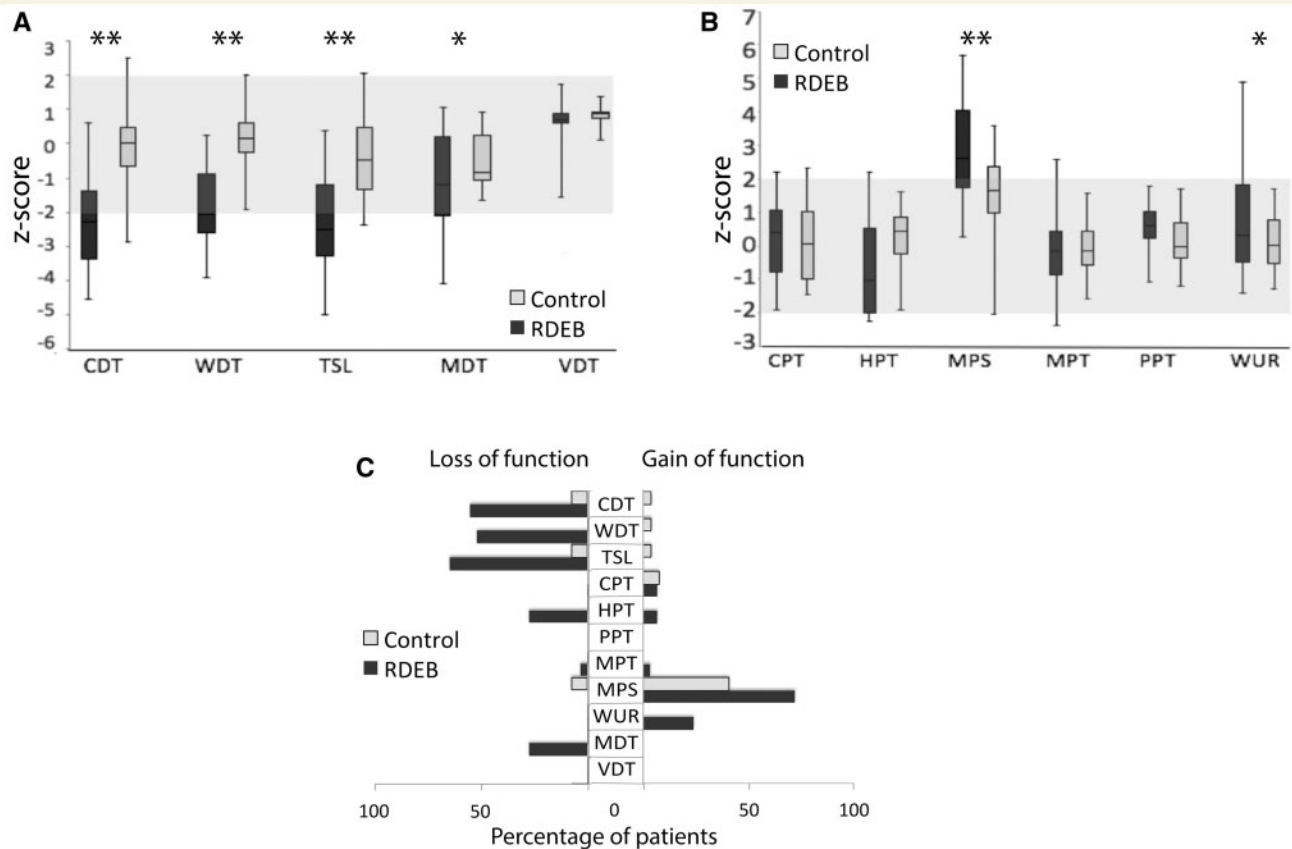 A
** ** ** *
3
2
1
0
-1
-2
-3
-4
-5
-6
z-score
Control
RDEB
CDT WDT TSL MDT VDT
B
** *
7
6
5
4
3
2
1
0
-1
-2
-3
z-score
Control
RDEB
CPT HPT MPS MPT PPT WUR
C
Loss of function Gain of function
CDT
WDT
TSL
CPT
HPT
PPT
MPT
MPS
WUR
MDT
VDT
Control
RDEB
100 50 0 50 100
Percentage of patients